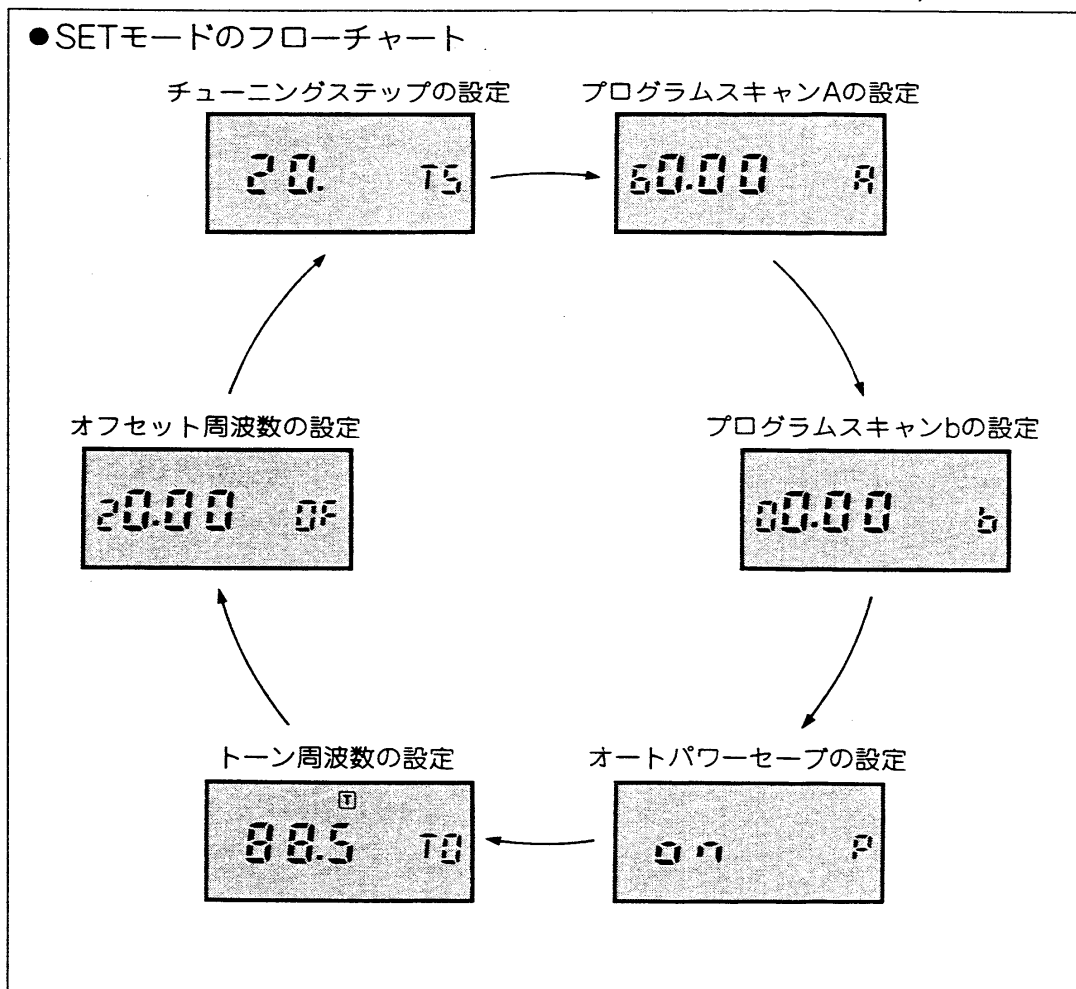 ●SETモードのフローチャート
チューニングステップの設定
20. TS
プログラムスキャンAの設定
60.00 A
プログラムスキャンbの設定
00.00 b
オートパワーセーブの設定
on P
トーン周波数の設定
T
88.5 T0
オフセット周波数の設定
20.00 OF